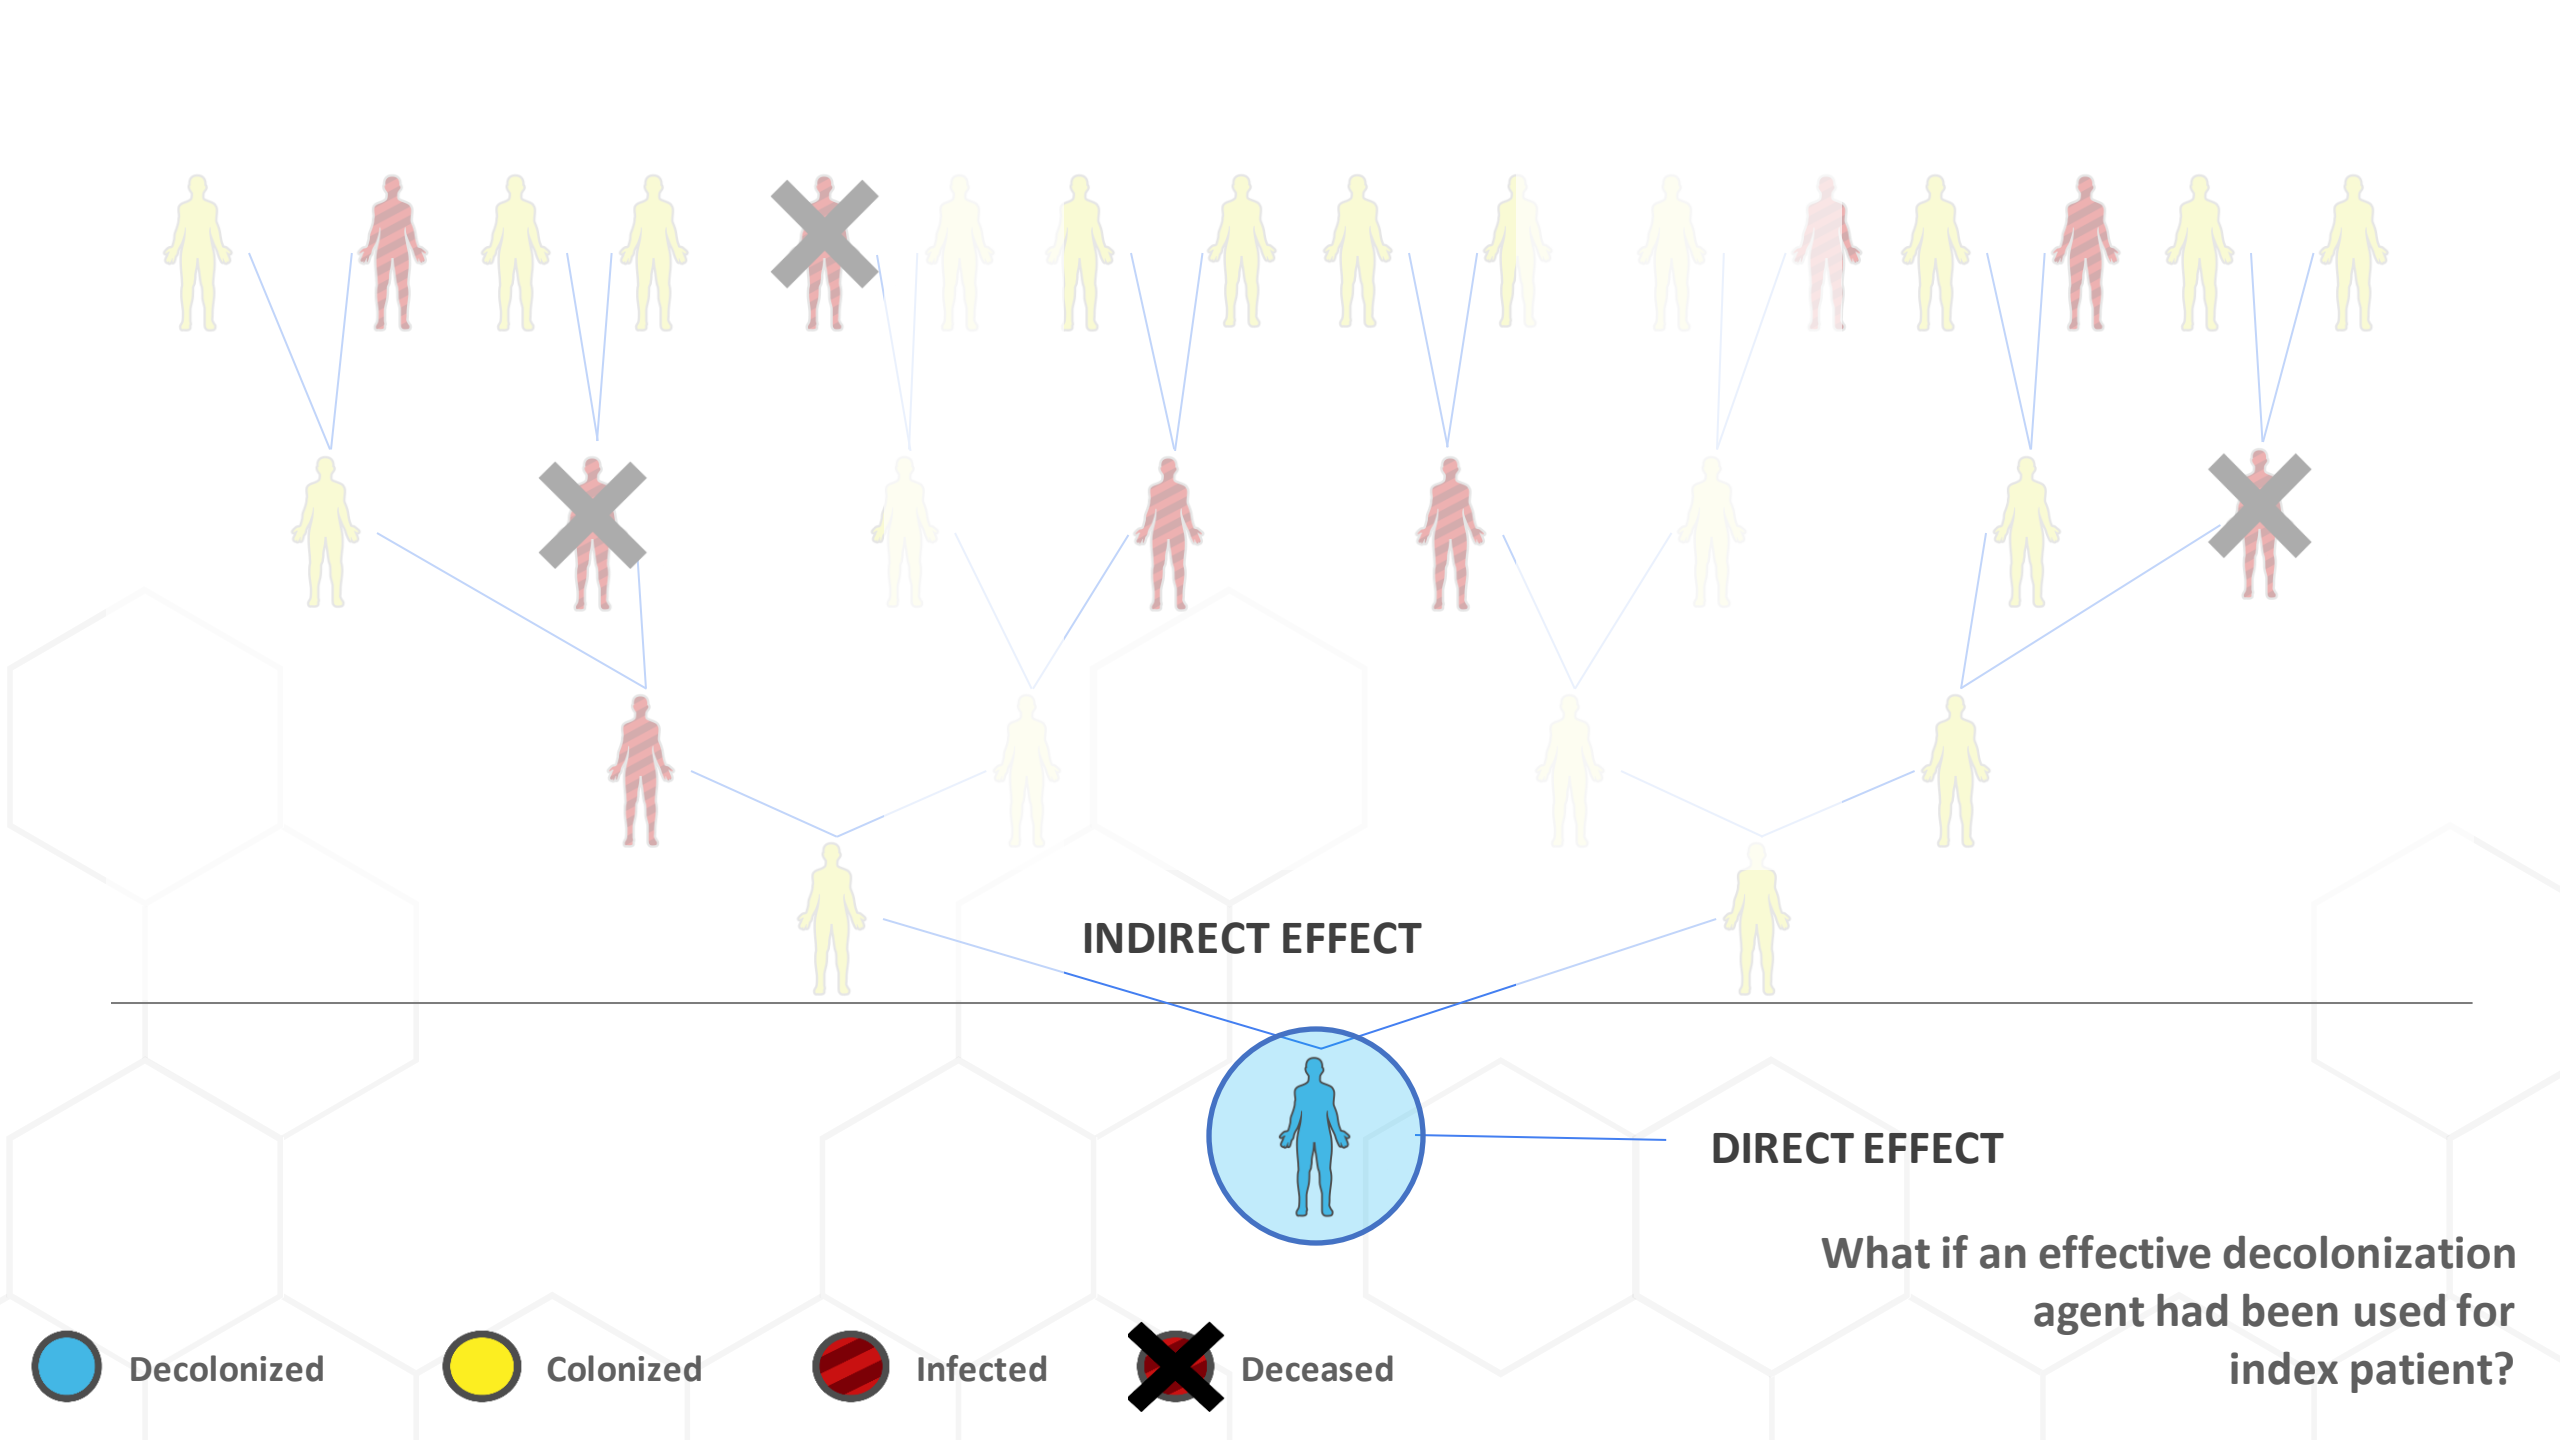 INDIRECT EFFECT
DIRECT EFFECT
What if an effective decolonization
agent had been used for
index patient?
Decolonized
Colonized
Infected
Deceased